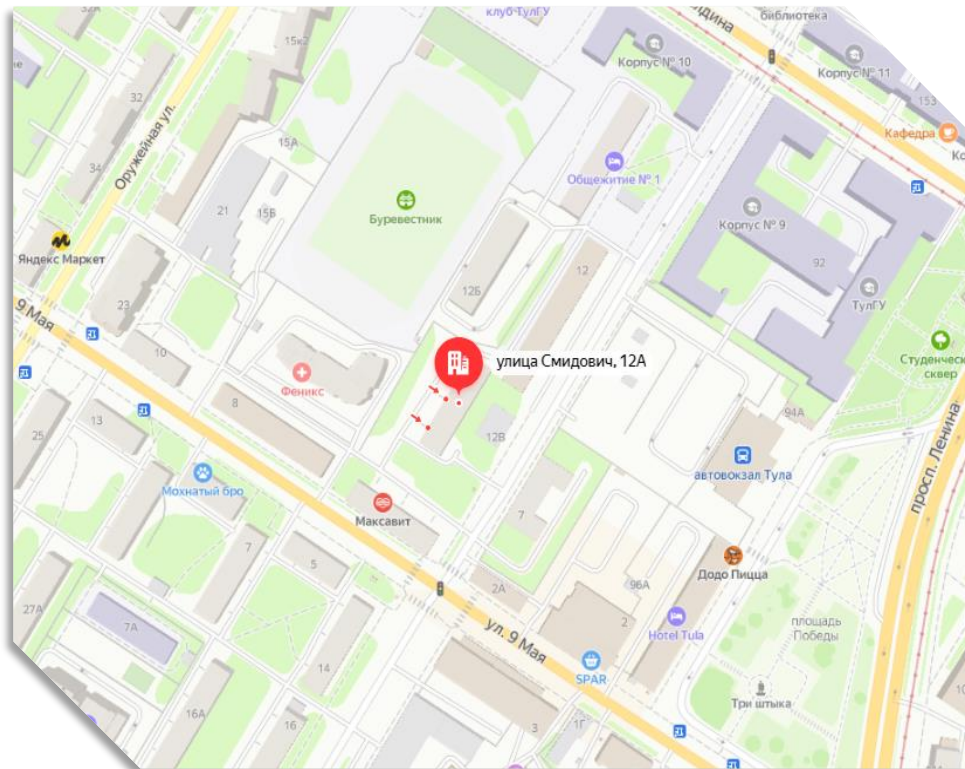 32А
клуб ТулГУ
библиотека
15к2
Корпус № 10
Корпус № 11
32
153
Оружейная ул.
15А
Кафедра
34
Общежитие № 1
Буревестник
21
15Б
Корпус № 9
92
Яндекс Маркет
12
ТулГУ
12Б
23
9 Мая
Студенческ
сквер
10
улица Смидович, 12А
Феникс
8
94А
13
просп. Ленина
25
12В
автовокзал Тула
Мохнатый бро
7
Максавит
7
5
Додо Пицца
2А
96А
27А
7А
ул. 9 Мая
2
площадь
Победы
Hotel Tula
14
SPAR
Три штыка
16А
16
3
1Г